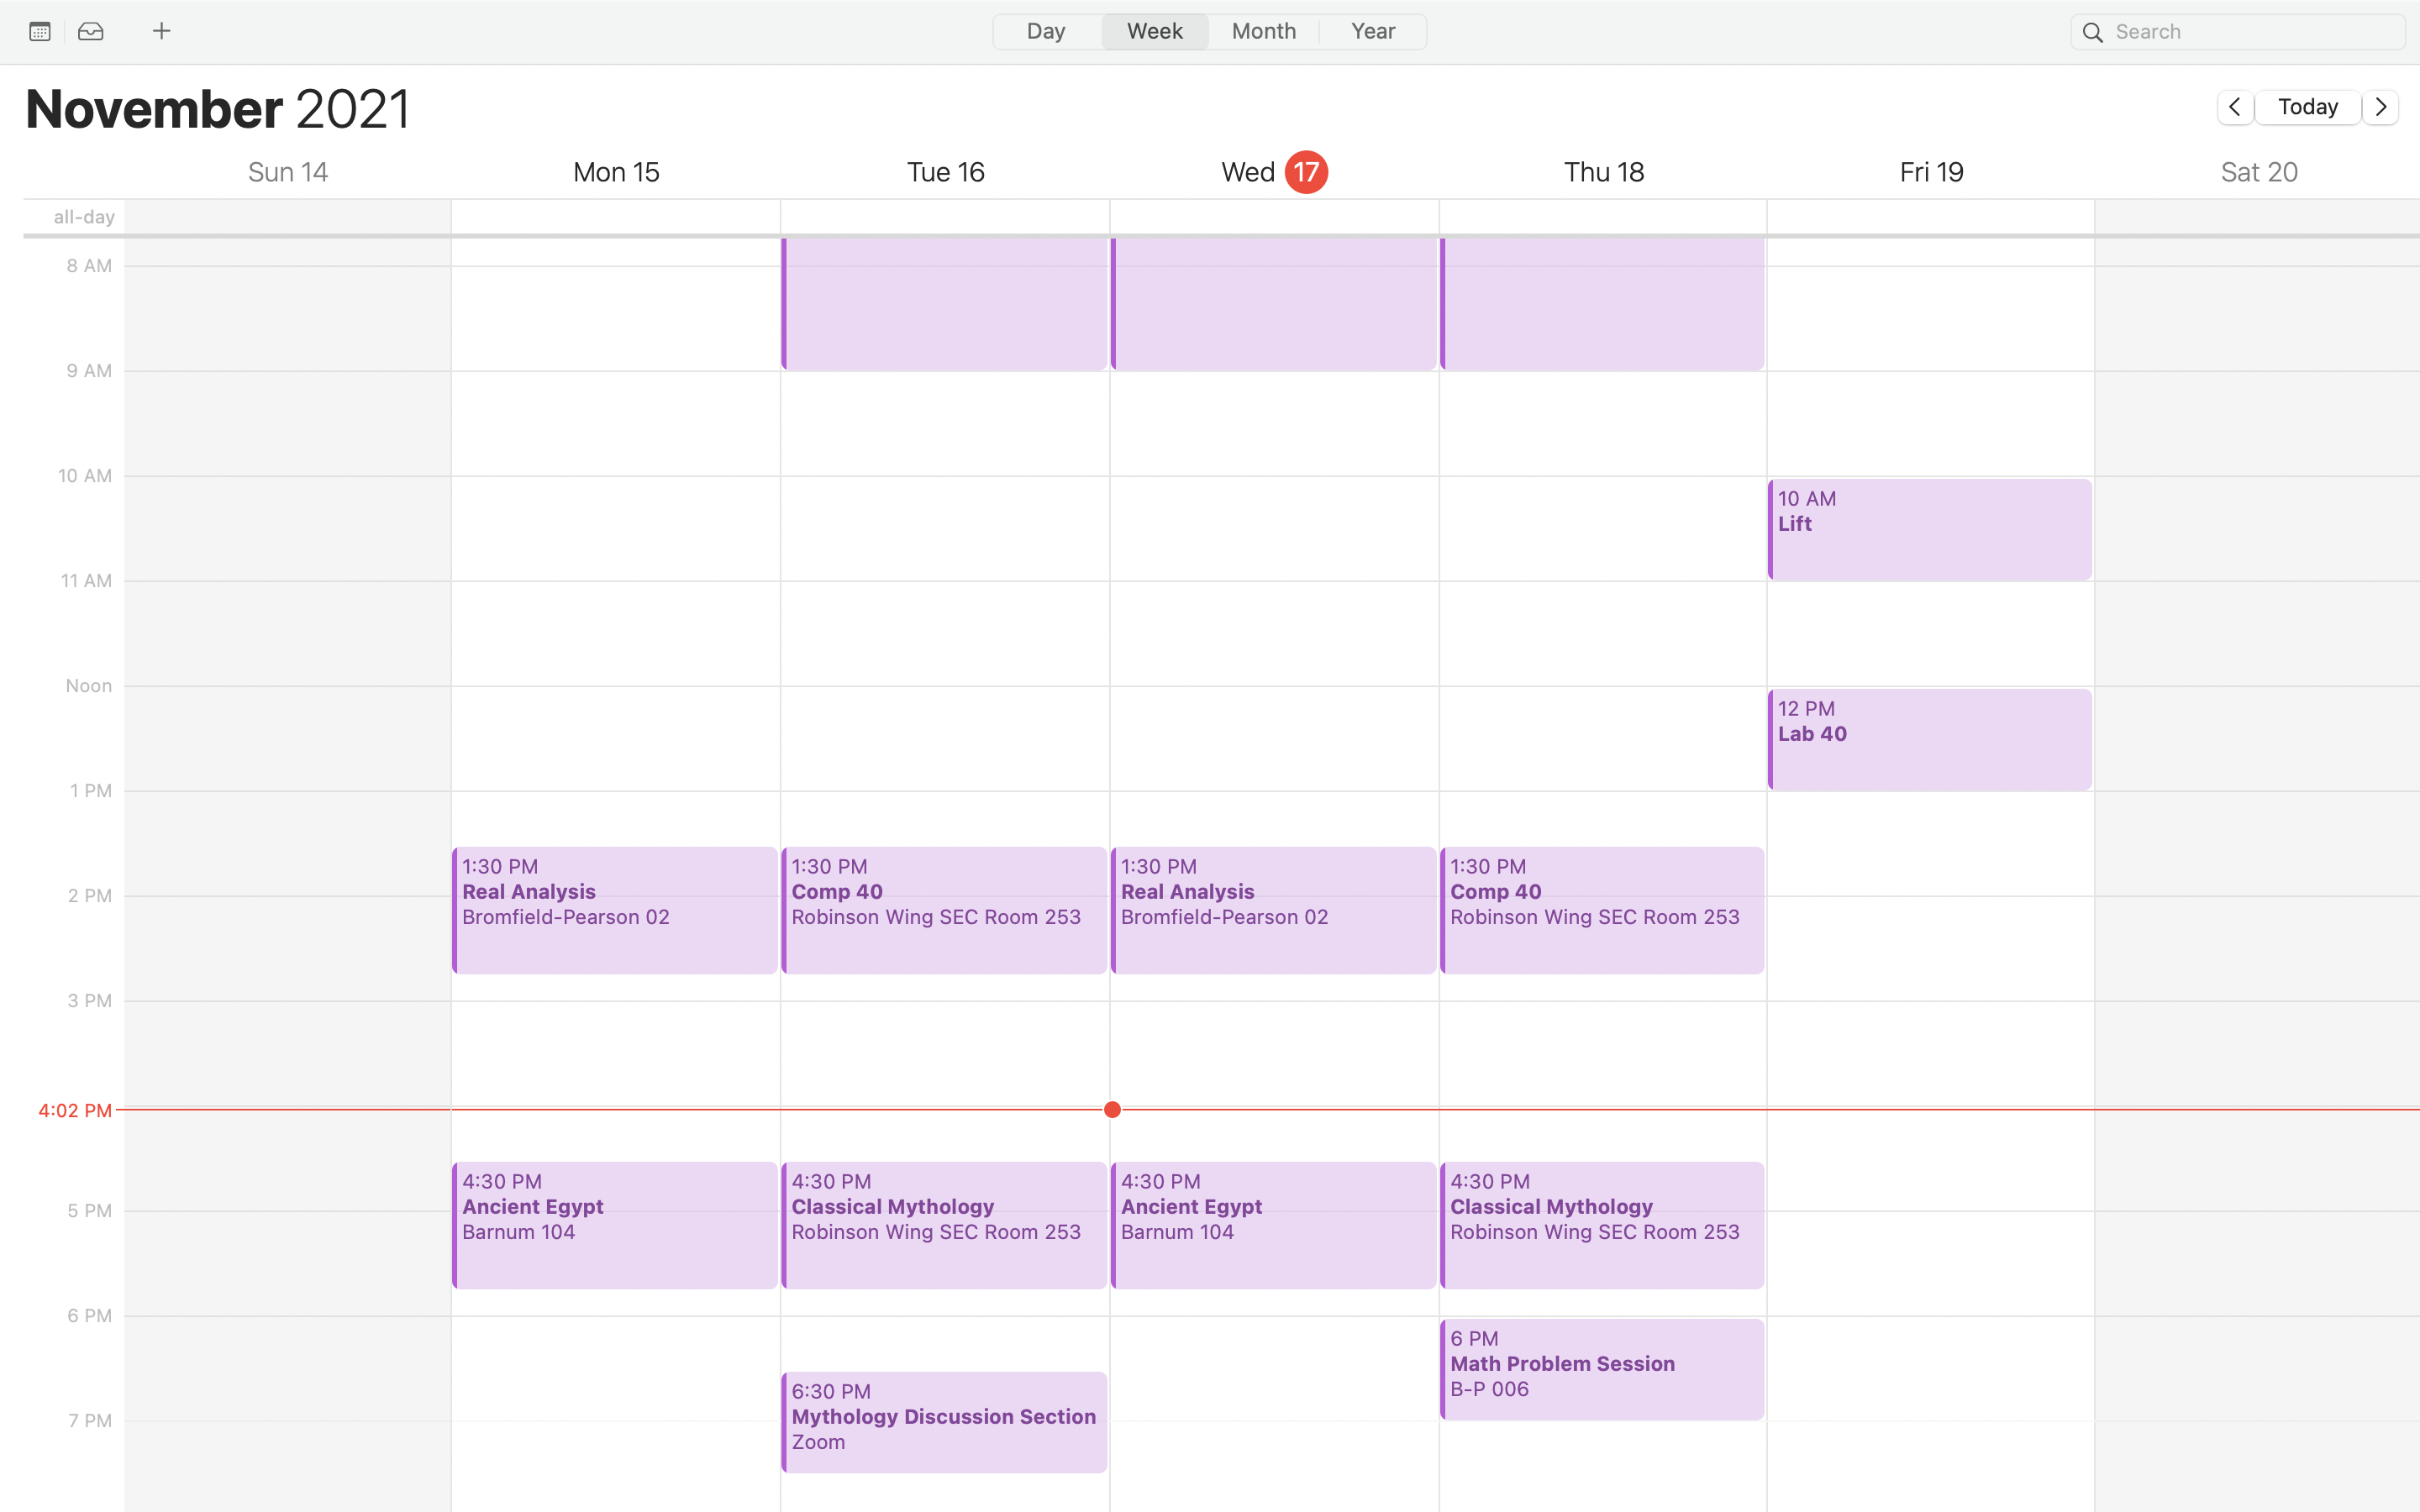 Day Week Month Year
Search
November 2021
Today
Sun 14 Mon 15 Tue 16 Wed 17 Thu 18 Fri 19 Sat 20
all-day
8 AM
9 AM
10 AM
10 AM
Lift
11 AM
Noon
12 PM
Lab 40
1 PM
1:30 PM
Real Analysis
Bromfield-Pearson 02
1:30 PM
Comp 40
Robinson Wing SEC Room 253
1:30 PM
Real Analysis
Bromfield-Pearson 02
1:30 PM
Comp 40
Robinson Wing SEC Room 253
2 PM
3 PM
4:02 PM
4:30 PM
Ancient Egypt
Barnum 104
4:30 PM
Classical Mythology
Robinson Wing SEC Room 253
4:30 PM
Ancient Egypt
Barnum 104
4:30 PM
Classical Mythology
Robinson Wing SEC Room 253
5 PM
6 PM
6 PM
Math Problem Session
B-P 006
6:30 PM
Mythology Discussion Section
Zoom
7 PM